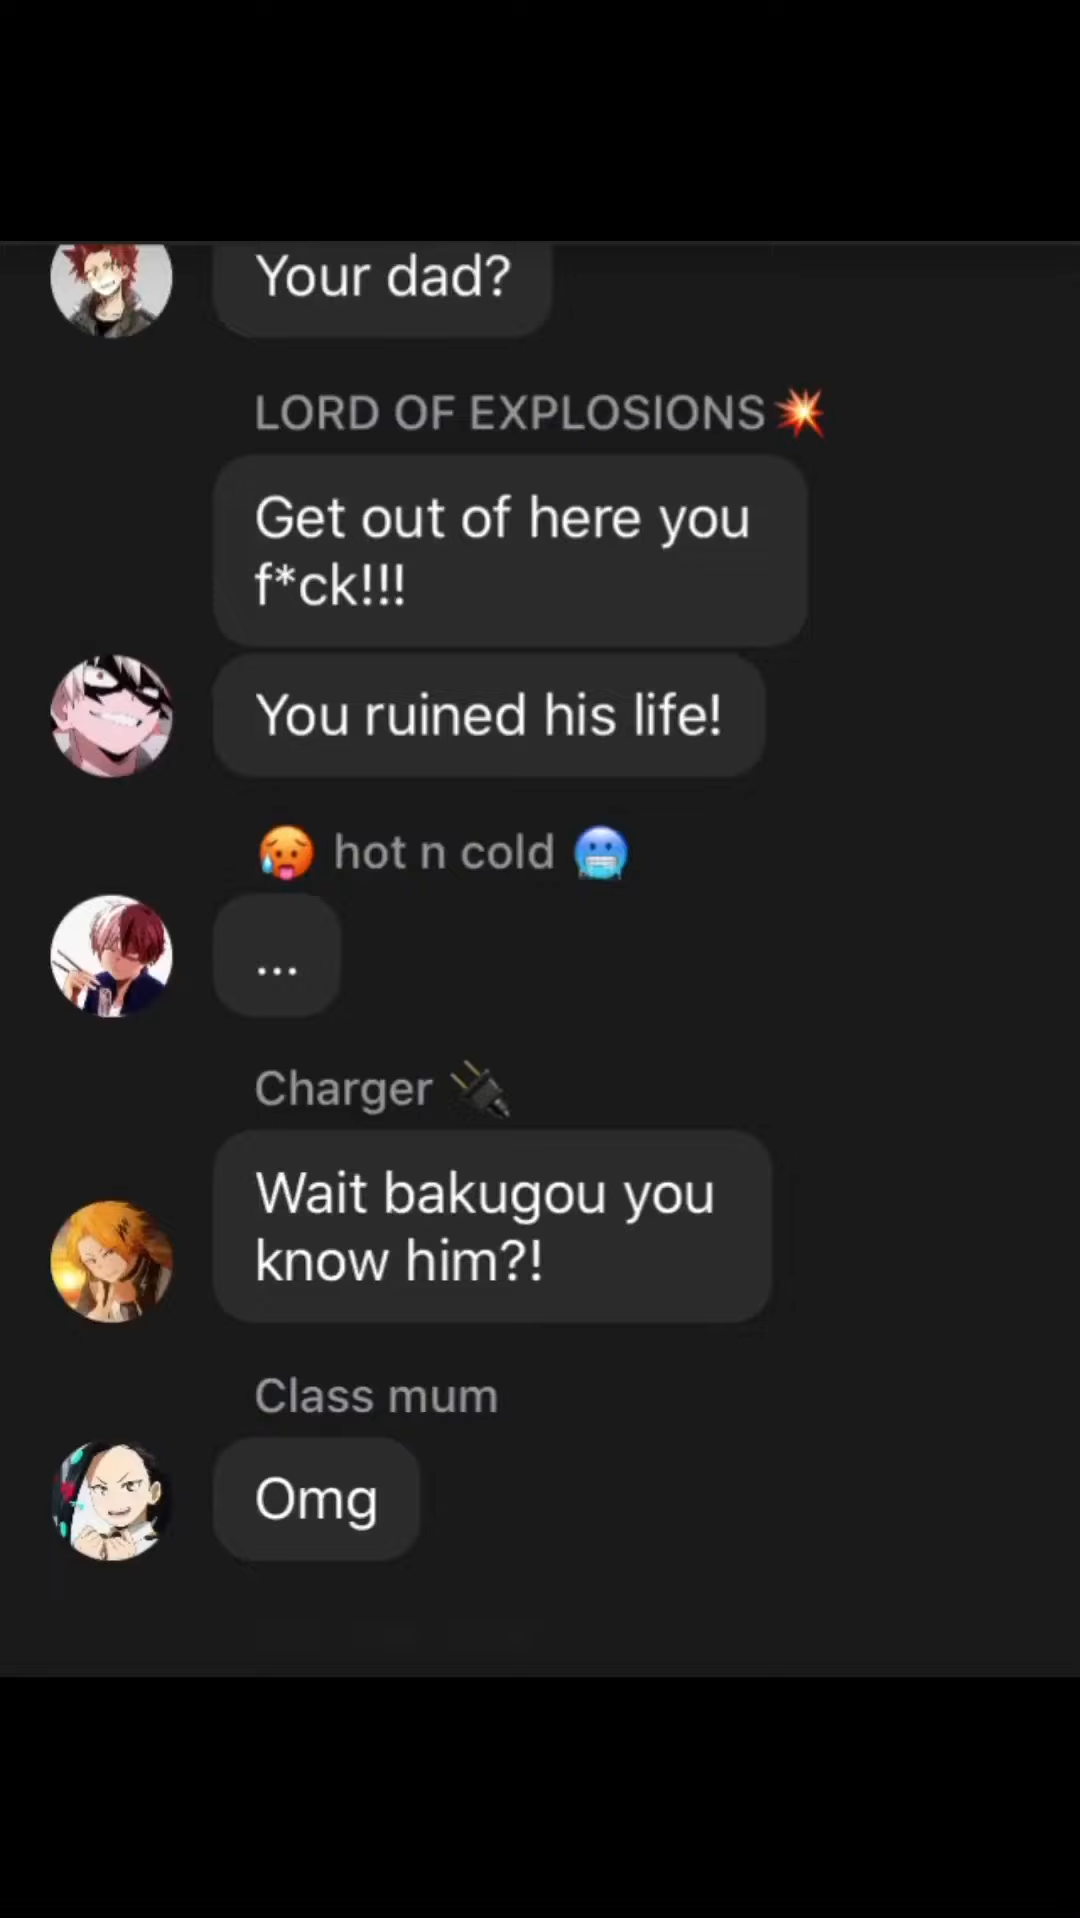 Your dad?
LORD OF EXPLOSIONS💥
Get out of here you
f*ck!!!
You ruined his life!
🥵 hot n cold 🥶
...
Charger 🔌
Wait bakugou you
know him?!
Class mum
Omg